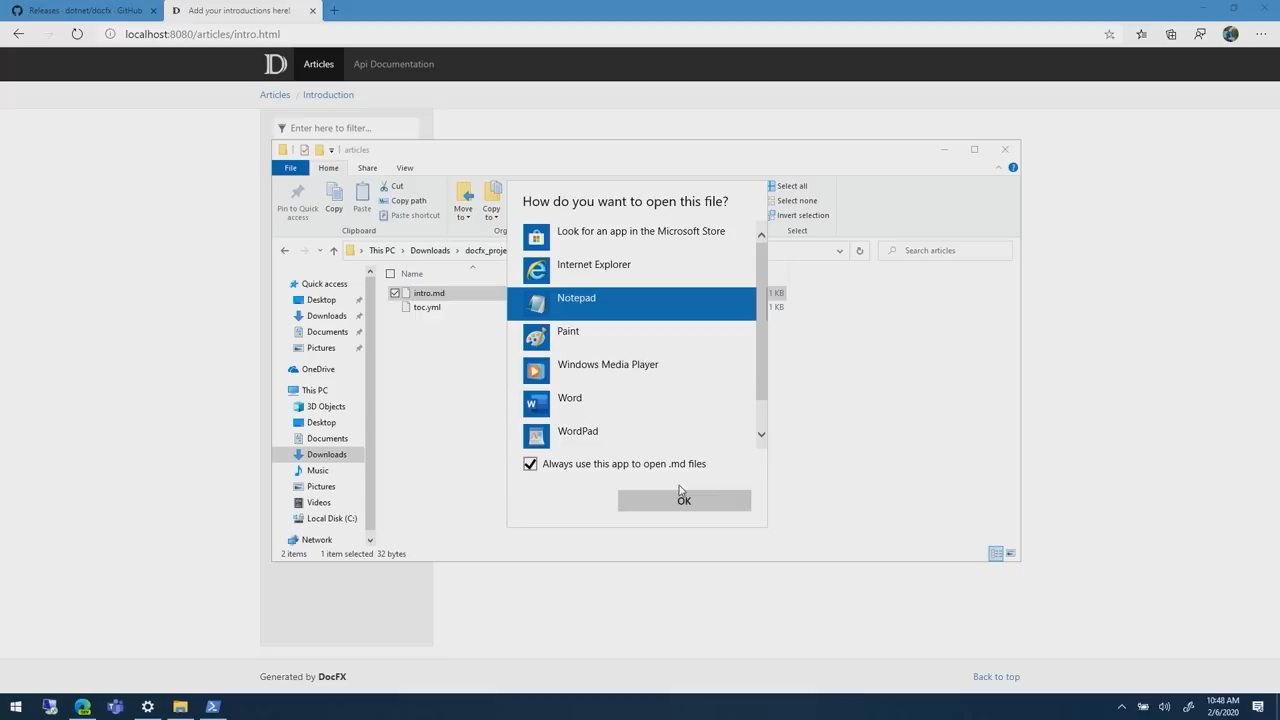 Releases · dotnet/docfx · GitHub
Add your introductions here!
localhost:8080/articles/intro.html
Articles
Api Documentation
Articles / Introduction
Enter here to filter...
articles
File
Home
Share
View
Pin to Quick access
Copy
Paste
Cut
Copy path
Paste shortcut
Move to
Copy to
Select all
Select none
Invert selection
Clipboard
Org
Select
This PC > Downloads > docfx_proje
Search articles
Name
Quick access
Desktop
Downloads
Documents
Pictures
OneDrive
This PC
3D Objects
Desktop
Documents
Downloads
Music
Pictures
Videos
Local Disk (C:)
Network
intro.md
1 KB
toc.yml
1 KB
2 items
1 item selected 32 bytes
How do you want to open this file?
Look for an app in the Microsoft Store
Internet Explorer
Notepad
Paint
Windows Media Player
Word
WordPad
Always use this app to open .md files
OK
Generated by DocFX
Back to top
10:48 AM
2/6/2020